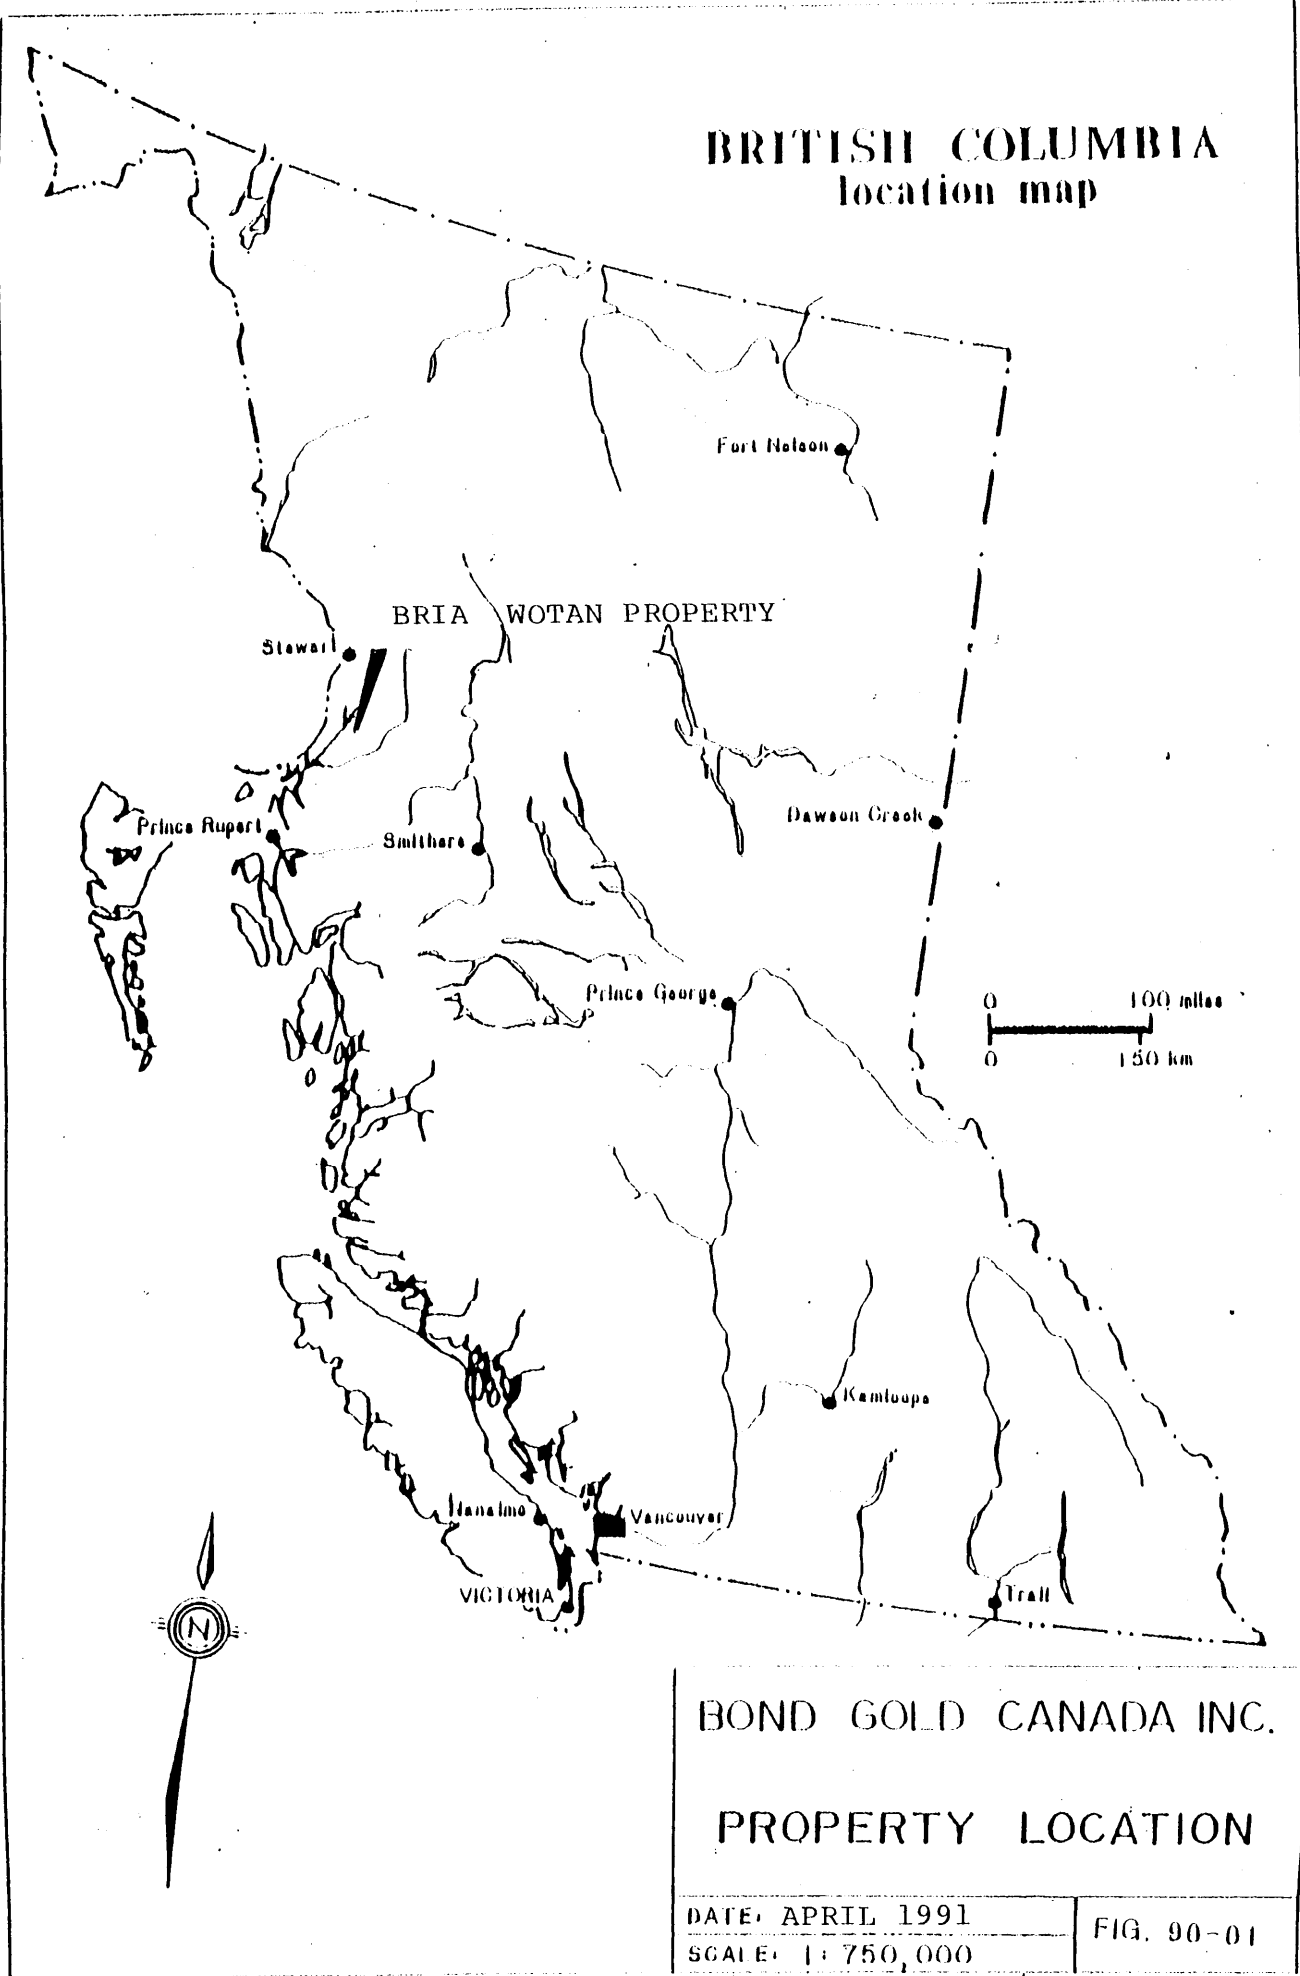 BRITISH COLUMBIA
location map
Fort Nelson
BRIA WOTAN PROPERTY
Stewart
Prince Rupert
Smithers
Dawson Creek
Prince George
0 100 miles
0 150 km
Kamloops
Nanaimo
Vancouver
VICTORIA
Trail
N
BOND GOLD CANADA INC.
PROPERTY LOCATION
DATE: APRIL 1991
SCALE: 1: 750,000
FIG. 90-01